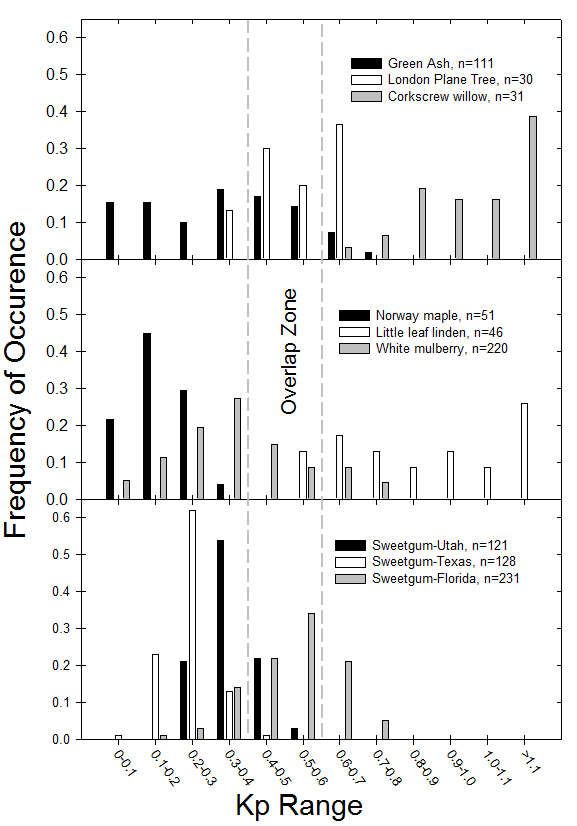 0.6
0.5
0.4
0.3
0.2
0.1
0.0
Green Ash, n=111
London Plane Tree, n=30
Corkscrew willow, n=31
0.6
0.5
0.4
0.3
0.2
0.1
0.0
Norway maple, n=51
Little leaf linden, n=46
White mulberry, n=220
Overlap Zone
Frequency of Occurence
0.6
0.5
0.4
0.3
0.2
0.1
0.0
Sweetgum-Utah, n=121
Sweetgum-Texas, n=128
Sweetgum-Florida, n=231
0-0.1
0.1-0.2
0.2-0.3
0.3-0.4
0.4-0.5
0.5-0.6
0.6-0.7
0.7-0.8
0.8-0.9
0.9-1.0
1.0-1.1
>1.1
Kp Range